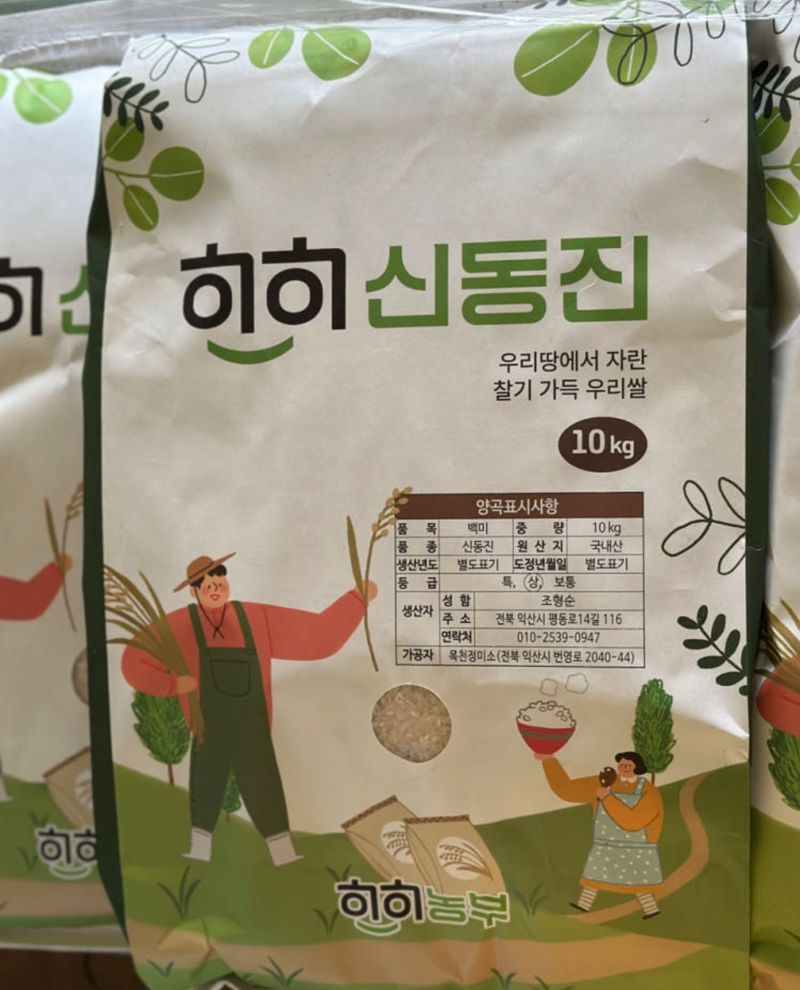 히히 신동진
우리땅에서 자란
찰기 가득 우리쌀
10kg
양곡표시사항
품 목 백미 중 량 10kg
품 종 신동진 원 산 지 국내산
생산년도 별도표기 도정년월일 별도표기
등 급 특, 상, 보통
생산자 성 함 조형순
주 소 전북 익산시 평동로14길 116
연락처 010-2539-0947
가공자 목천정미소(전북 익산시 번영로 2040-44)
히히농부
히히